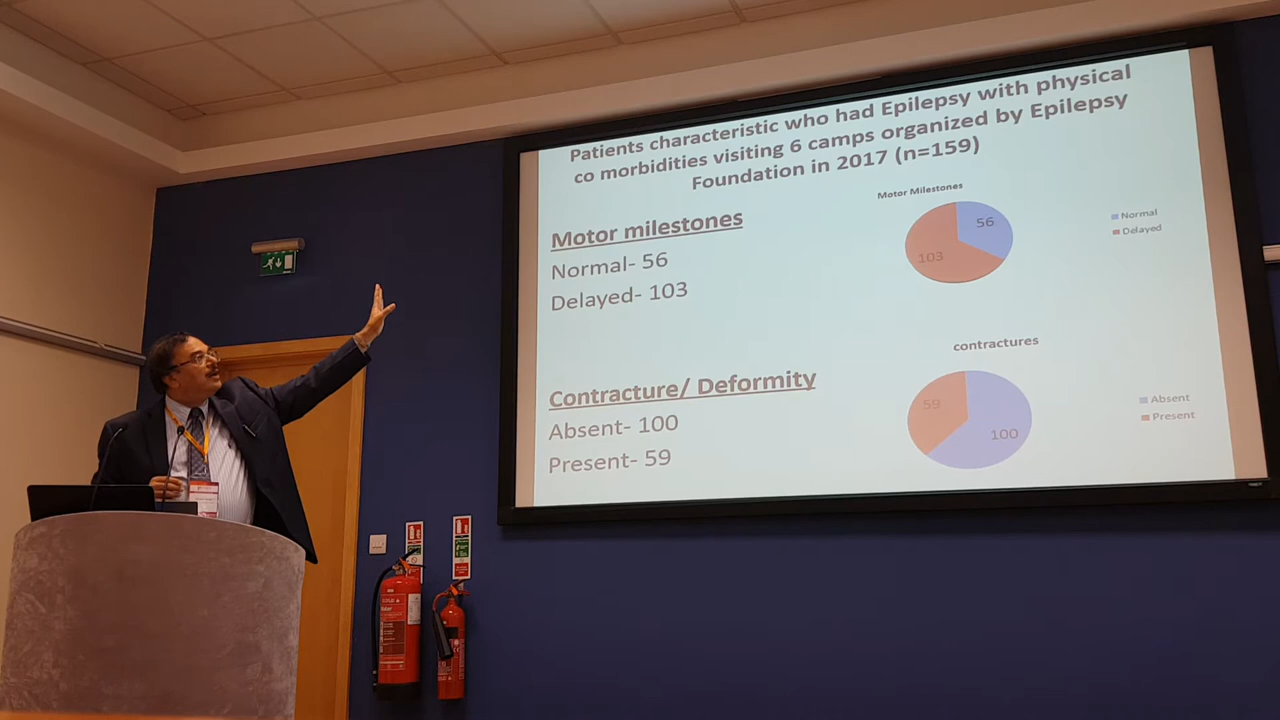 Patients characteristic who had Epilepsy with physical
co morbidities visiting 6 camps organized by Epilepsy
Foundation in 2017 (n=159)
Motor milestones
Normal- 56
Delayed- 103
Motor Milestones
56
103
Normal
Delayed
Contracture/ Deformity
Absent- 100
Present- 59
contractures
59
100
Absent
Present